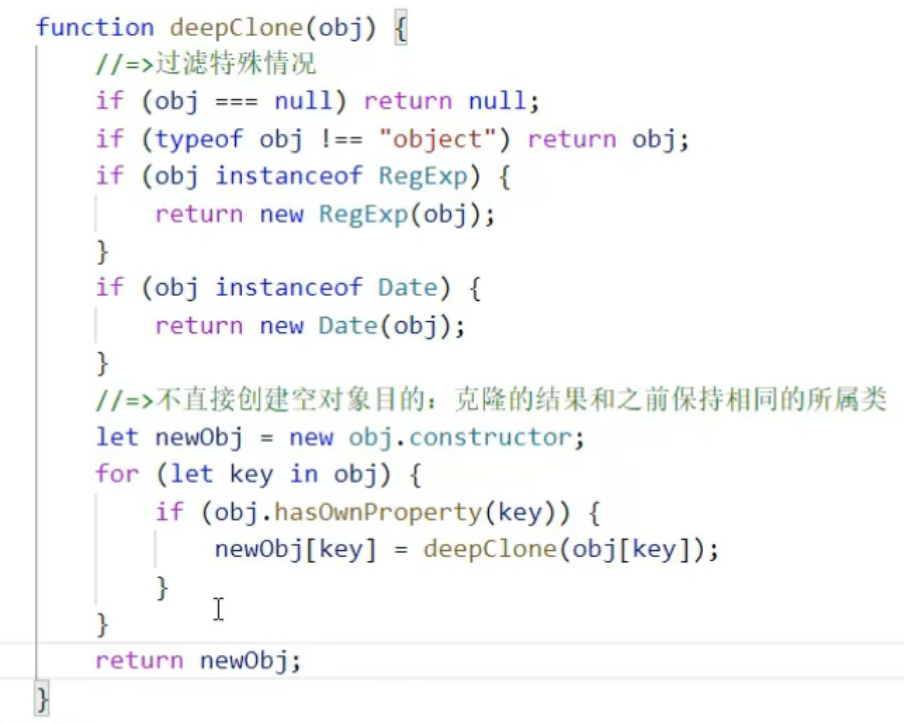 function deepClone(obj) {
//=>过滤特殊情况
if (obj === null) return null;
if (typeof obj !== "object") return obj;
if (obj instanceof RegExp) {
return new RegExp(obj);
}
if (obj instanceof Date) {
return new Date(obj);
}
//=>不直接创建空对象目的：克隆的结果和之前保持相同的所属类
let newObj = new obj.constructor;
for (let key in obj) {
if (obj.hasOwnProperty(key)) {
newObj[key] = deepClone(obj[key]);
}
}
return newObj;
}